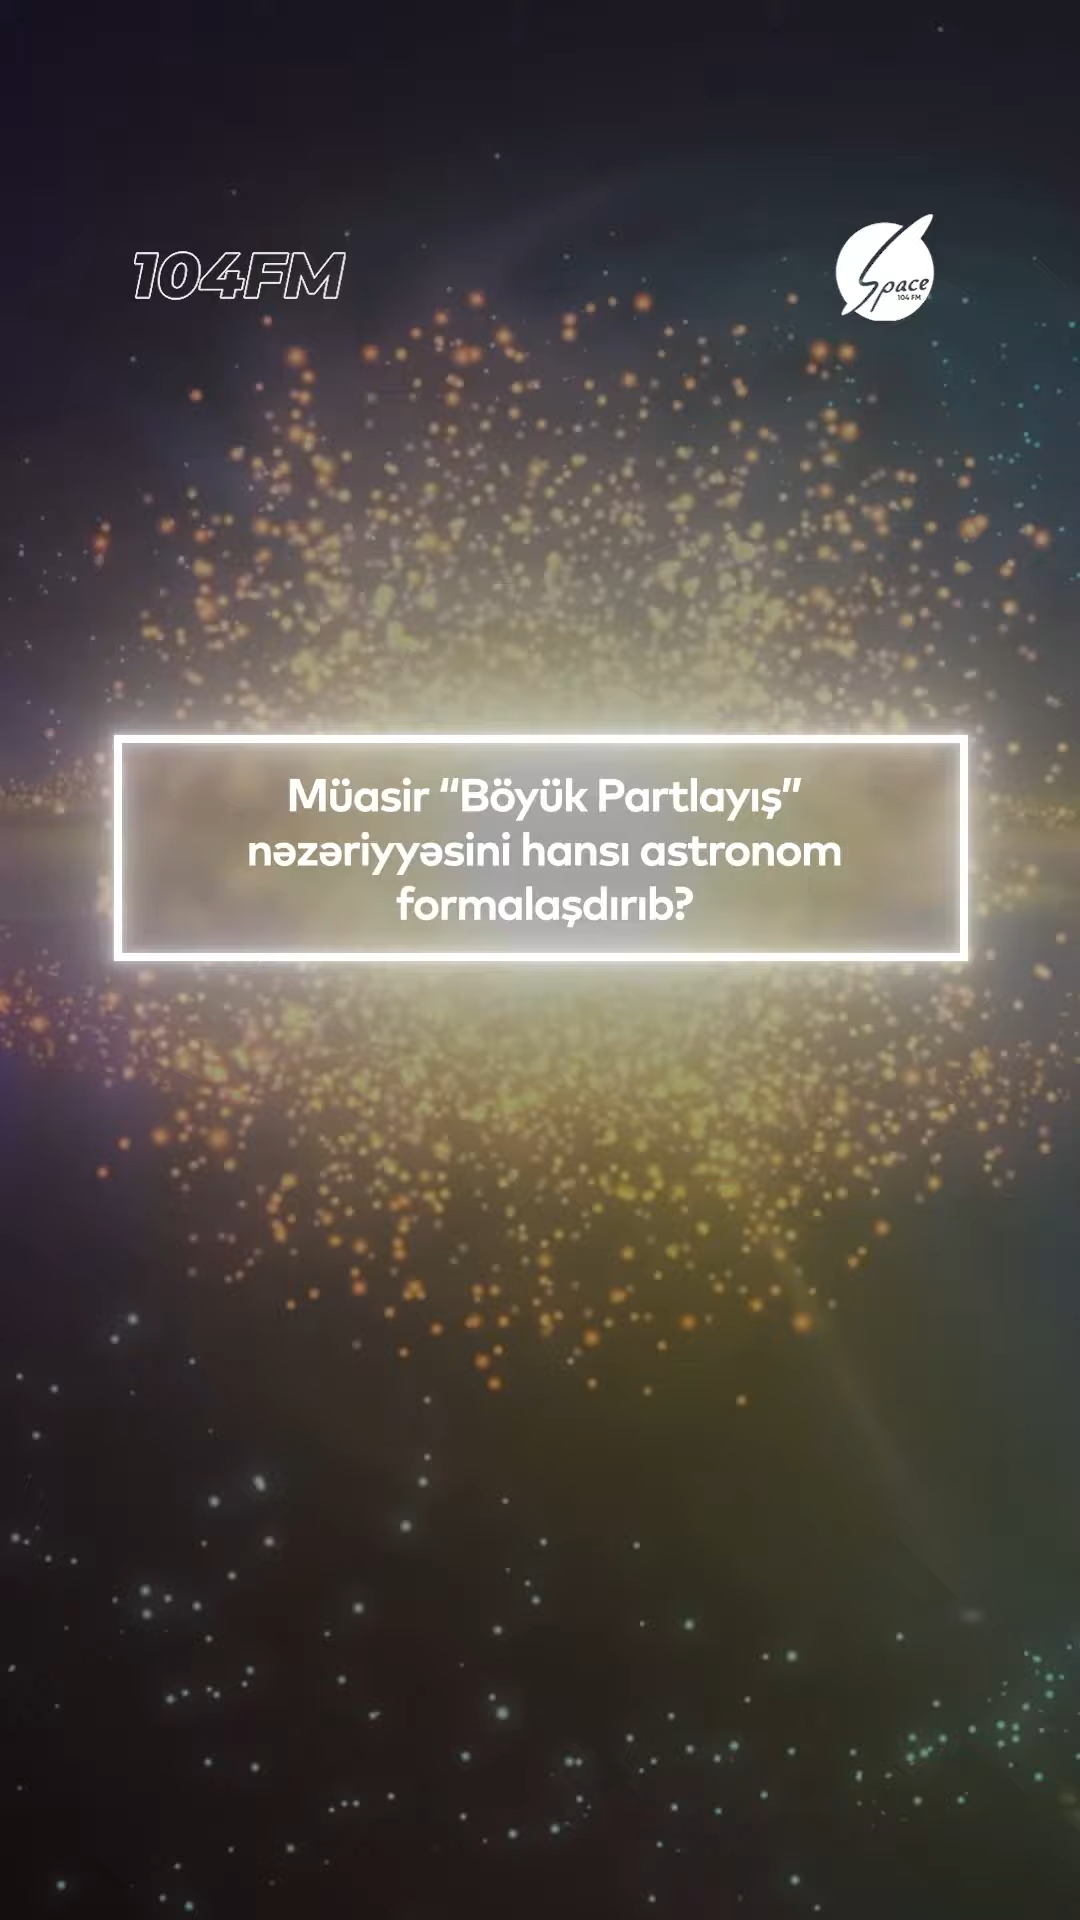 104FM
Space
104 FM
Müasir “Böyük Partlayış”
nəzəriyyəsini hansı astronom
formalaşdırıb?